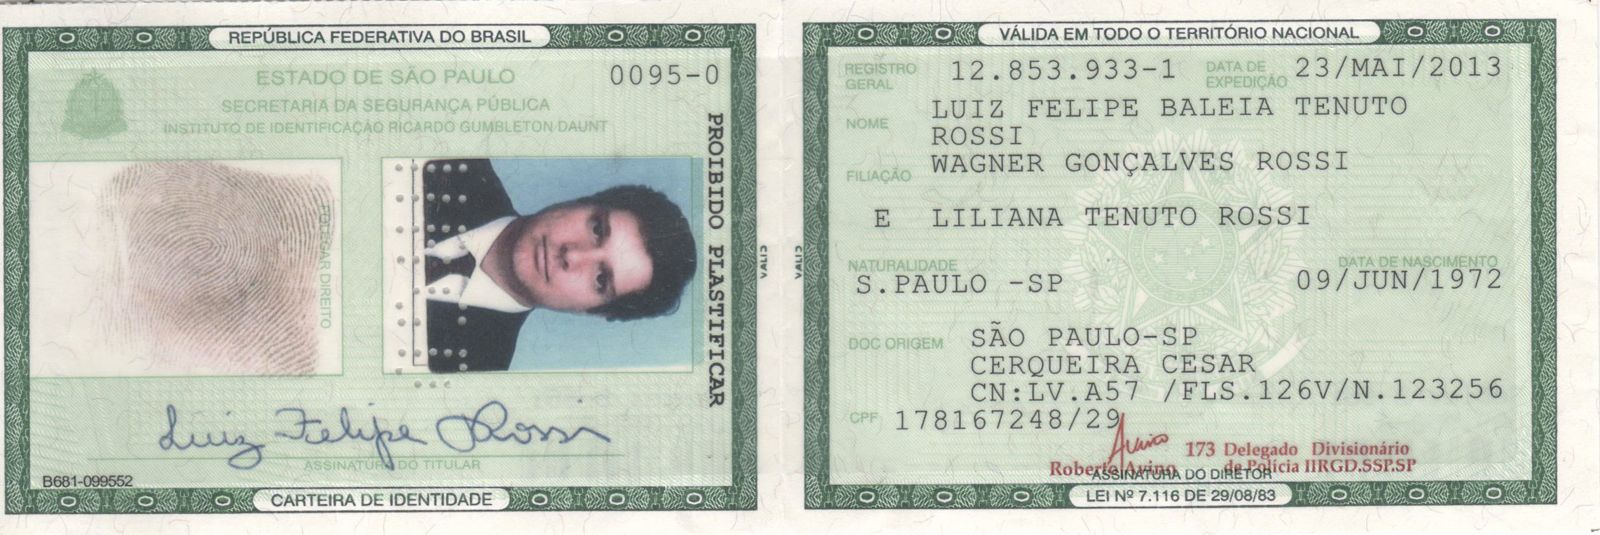 REPÚBLICA FEDERATIVA DO BRASIL
ESTADO DE SÃO PAULO
0095-0
SECRETARIA DA SEGURANÇA PÚBLICA
INSTITUTO DE IDENTIFICAÇÃO RICARDO GUMBLETON DAUNT
POLEGAR DIREITO
PROIBIDO PLASTIFICAR
Luiz Felipe Rossi
ASSINATURA DO TITULAR
B681-099552
CARTEIRA DE IDENTIDADE
VÁLIDA EM TODO O TERRITÓRIO NACIONAL
REGISTRO GERAL 12.853.933-1 DATA DE EXPEDIÇÃO 23/MAI/2013
NOME LUIZ FELIPE BALEIA TENUTO
ROSSI
FILIAÇÃO WAGNER GONÇALVES ROSSI
E LILIANA TENUTO ROSSI
NATURALIDADE DATA DE NASCIMENTO
S.PAULO -SP 09/JUN/1972
DOC ORIGEM SÃO PAULO-SP
CERQUEIRA CESAR
CN:LV.A57 /FLS.126V/N.123256
CPF 178167248/29
173 Delegado Divisionário
Roberto Avino de Polícia IIRGD.SSP.SP
ASSINATURA DO DIRETOR
LEI Nº 7.116 DE 29/08/83